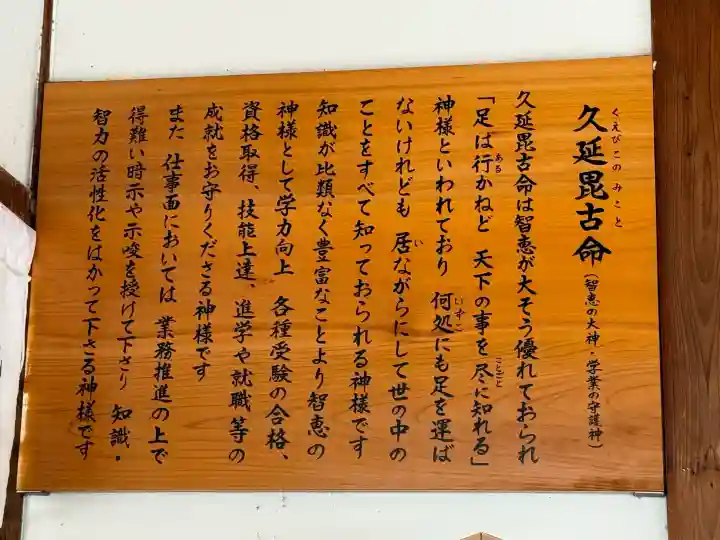 久延毘古命（智恵の大神・学業の守護神）
くえびこのみこと
久延毘古命は智恵が大そう優れておられ
「足は行かねど 天下の事を尽に知れる」
ある
ことごと
神様といわれており 何処にも足を運ば
いずこ
ないけれども 居ながらにして世の中の
い
ことをすべて知っておられる神様です
知識が比類なく豊富なことより智恵の
神様として学力向上 各種受験の合格、
資格取得、技能上達、進学や就職等の
成就をお守りくださる神様です
また 仕事面においては 業務推進の上で
得難い時示や示唆を授けて下さり 知識・
智力の活性化をはかって下さる神様です